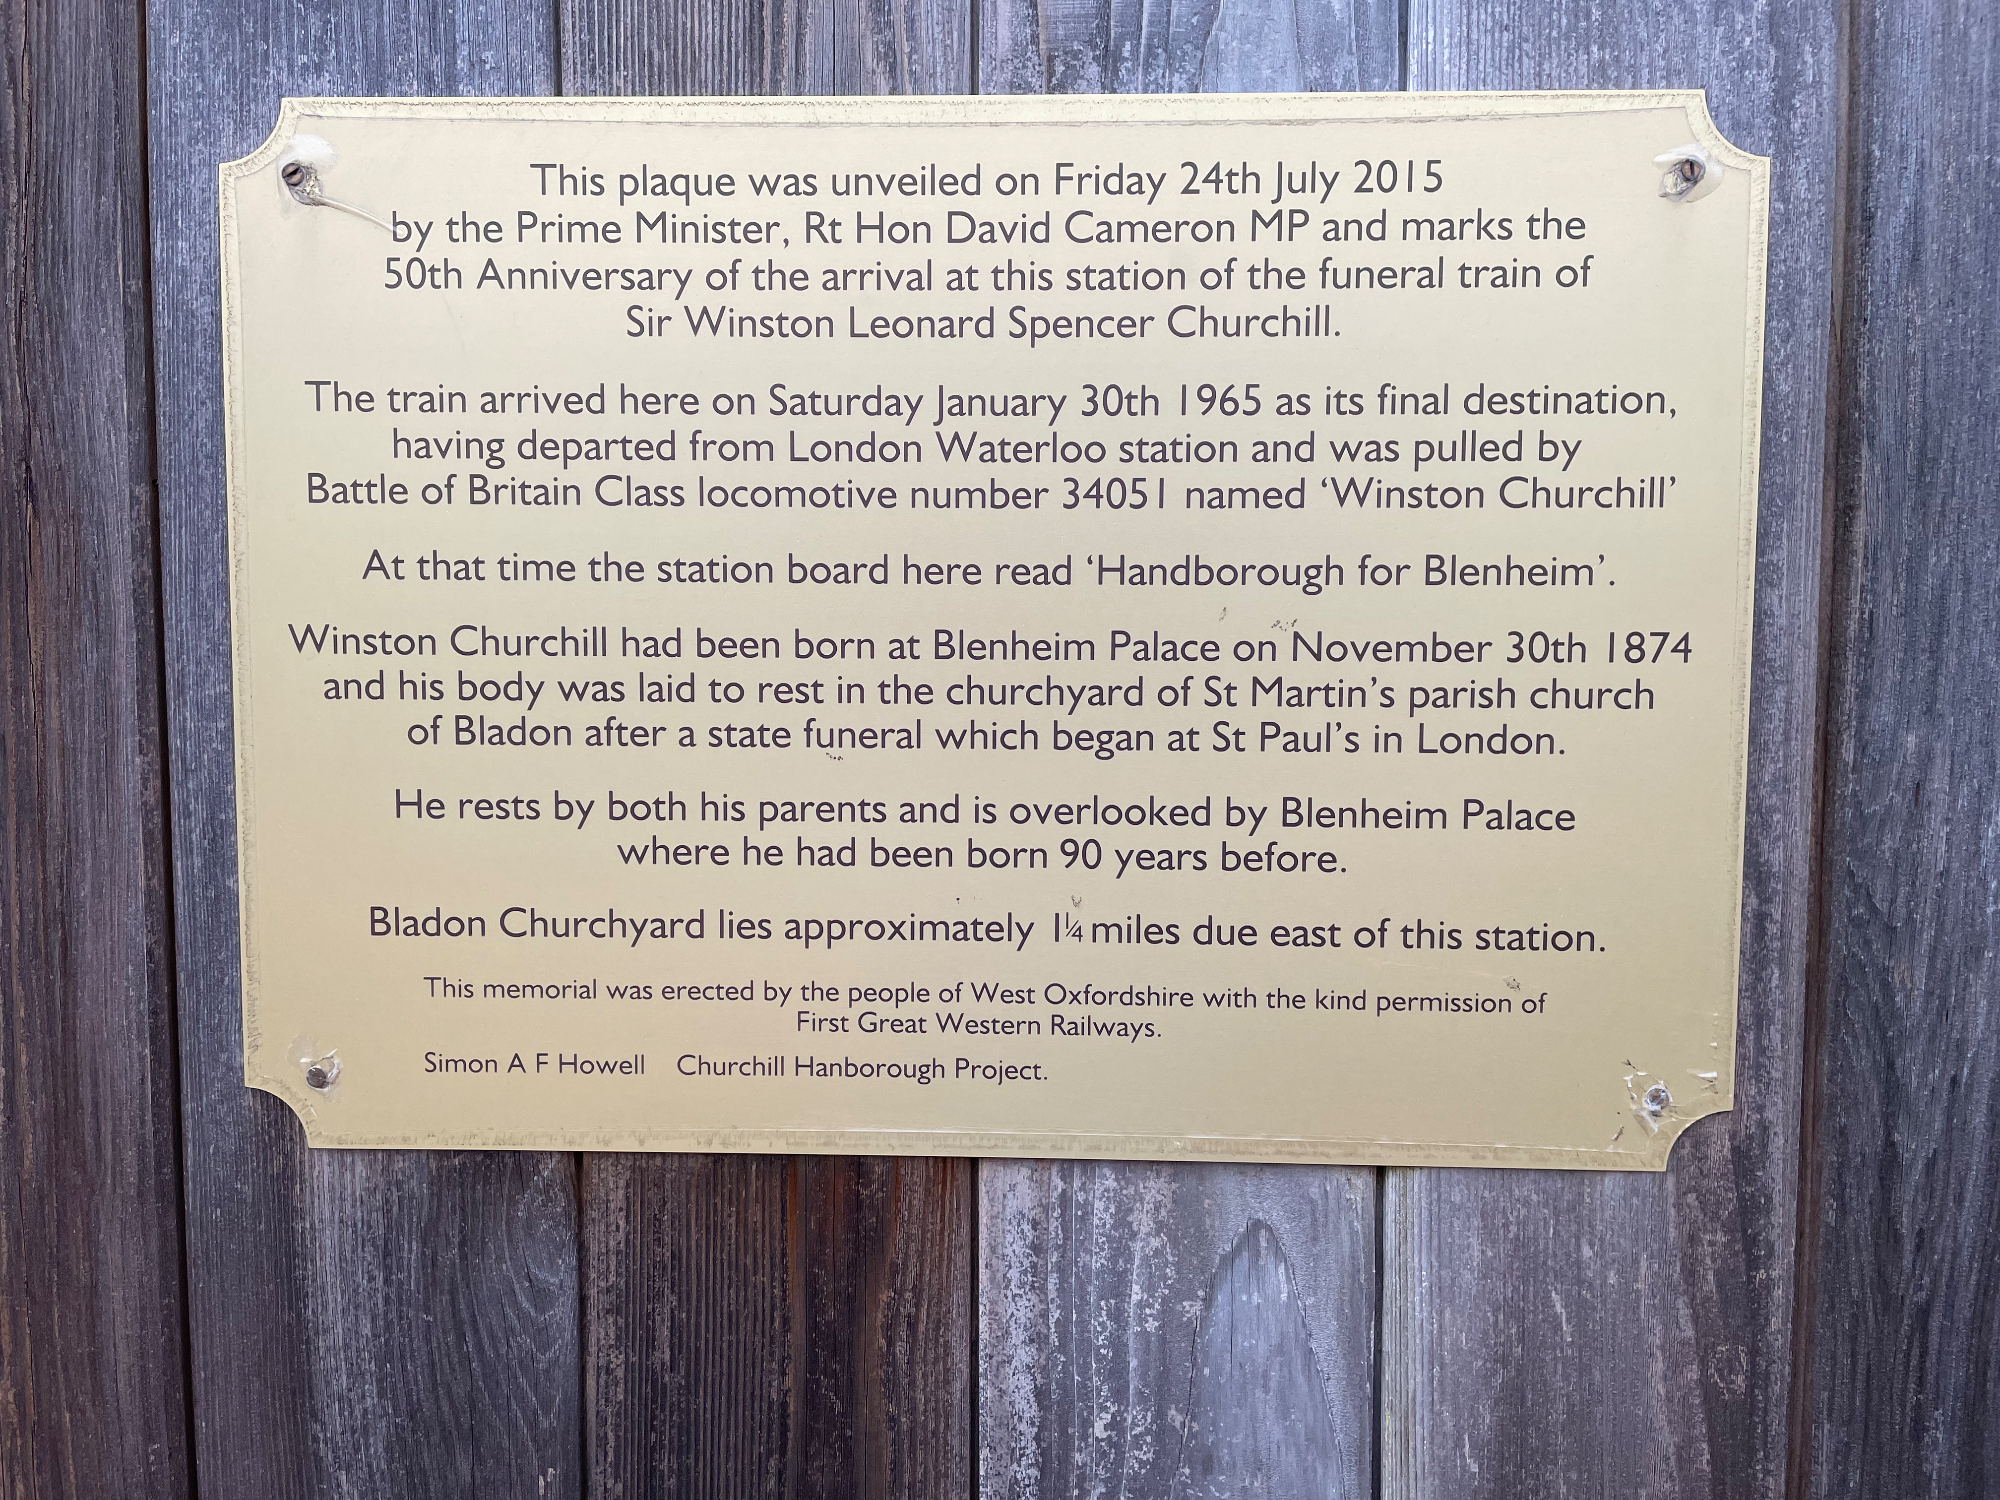 This plaque was unveiled on Friday 24th July 2015
by the Prime Minister, Rt Hon David Cameron MP and marks the
50th Anniversary of the arrival at this station of the funeral train of
Sir Winston Leonard Spencer Churchill.
The train arrived here on Saturday January 30th 1965 as its final destination,
having departed from London Waterloo station and was pulled by
Battle of Britain Class locomotive number 34051 named ‘Winston Churchill’
At that time the station board here read ‘Handborough for Blenheim’.
Winston Churchill had been born at Blenheim Palace on November 30th 1874
and his body was laid to rest in the churchyard of St Martin’s parish church
of Bladon after a state funeral which began at St Paul’s in London.
He rests by both his parents and is overlooked by Blenheim Palace
where he had been born 90 years before.
Bladon Churchyard lies approximately 1¼ miles due east of this station.
This memorial was erected by the people of West Oxfordshire with the kind permission of
First Great Western Railways.
Simon A F Howell Churchill Hanborough Project.